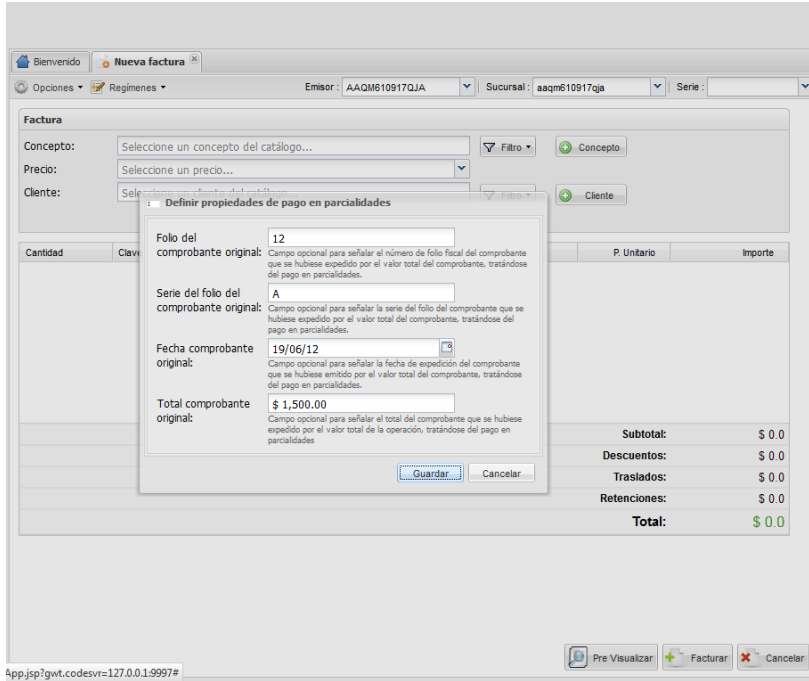 Bienvenido
Nueva factura
Opciones
Regímenes
Emisor :
AAQM610917QJA
Sucursal :
aaqm610917qja
Serie :
Factura
Concepto:
Seleccione un concepto del catálogo...
Filtro
Concepto
Precio:
Seleccione un precio...
Cliente:
Seleccione un cliente del catálogo...
Filtro
Cliente
Definir propiedades de pago en parcialidades
Cantidad
Clave
P. Unitario
Importe
Folio del
comprobante original:
12
Campo opcional para señalar el número de folio fiscal del comprobante
que se hubiese expedido por el valor total del comprobante, tratándose
del pago en parcialidades.
Serie del folio del
comprobante original:
A
Campo opcional para señalar la serie del folio del comprobante que se
hubiese expedido por el valor total del comprobante, tratándose del
pago en parcialidades.
Fecha comprobante
original:
19/06/12
Campo opcional para señalar la fecha de expedición del comprobante
que se hubiese emitido por el valor total del comprobante, tratándose
del pago en parcialidades.
Total comprobante
original:
$ 1,500.00
Campo opcional para señalar el total del comprobante que se hubiese
expedido por el valor total de la operación, tratándose del pago en
parcialidades
Guardar
Cancelar
Subtotal:
$ 0.0
Descuentos:
$ 0.0
Traslados:
$ 0.0
Retenciones:
$ 0.0
Total:
$ 0.0
Pre Visualizar
Facturar
Cancelar
App.jsp?gwt.codesvr=127.0.0.1:9997#